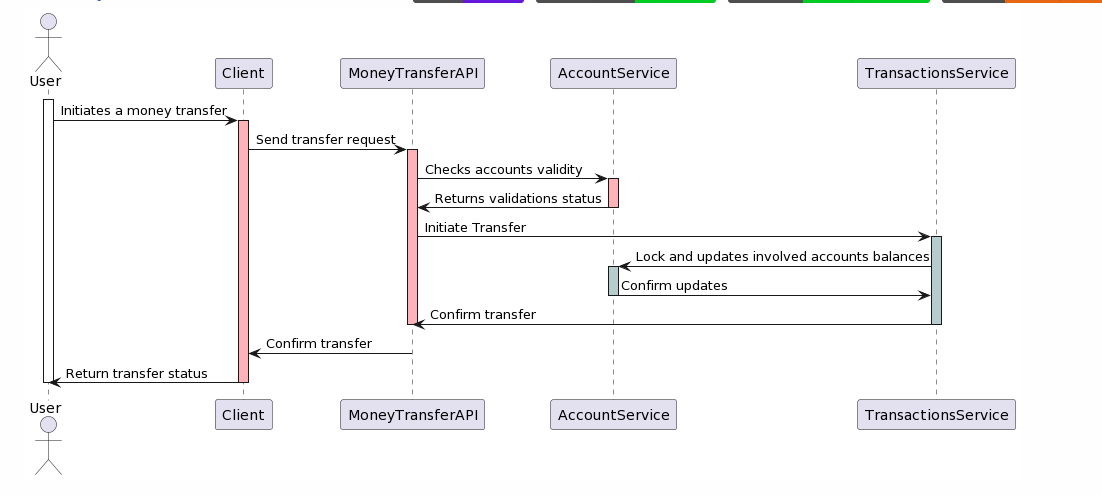 User
Client
MoneyTransferAPI
AccountService
TransactionsService
Initiates a money transfer
Send transfer request
Checks accounts validity
Returns validations status
Initiate Transfer
Lock and updates involved accounts balances
Confirm updates
Confirm transfer
Confirm transfer
Return transfer status
User
Client
MoneyTransferAPI
AccountService
TransactionsService